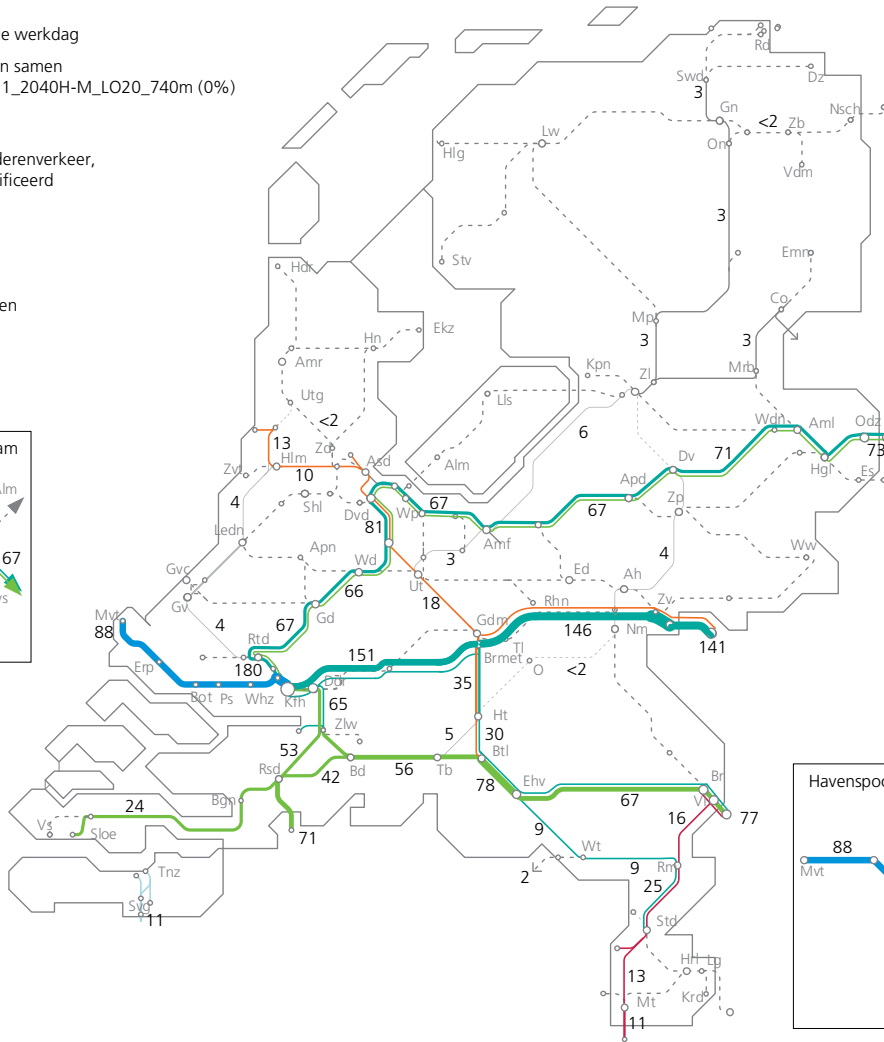 e werkdag
n samen
1_2040H-M_LO20_740m (0%)
derenverkeer,
ificeerd
en
am
Alm
67
vs
Rd
Swd
Dz
3
Gn
<2
Zb
Nsch
On
Vdm
Lw
Hlg
3
Stv
Emn
Hdr
Co
Mp
Ekz
Hn
3
3
Amr
Kpn
Zl
Mrb
Utg
Lls
<2
6
Wdn
Aml
Odz
13
Zd
Asd
71
73
Hlm
Alm
Dv
Zvt
10
Hgl
Es
4
Shl
Dvd
Wp
67
Apd
67
Zp
Ledn
81
Amf
Apn
Wd
3
4
Ww
Gvc
66
Ut
Ed
Ah
Gv
Gd
18
Rhn
Zv
Mvt
88
4
67
Gdm
146
Nm
141
Rtd
Tl
151
Brmet
Erp
180
O
<2
Bot
Ps
Whz
Kfh
35
65
Zlw
Ht
5
30
53
Btl
Rsd
42
Bd
56
Tb
78
Ehv
67
Br
Bgn
24
Vl
77
Vs
Sloe
71
16
Havenspoo
9
88
Mvt
Wt
9
Rm
Tnz
2
25
Svg
11
Std
Hrl
Lg
13
Mt
Krd
11